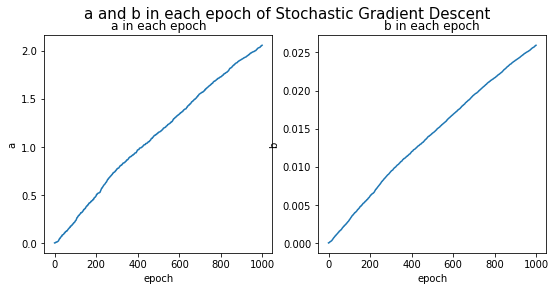 a and b in each epoch of Stochastic Gradient Descent
a in each epoch
b in each epoch
2.0
1.5
1.0
0.5
0.0
a
0 200 400 600 800 1000
epoch
0.025
0.020
0.015
0.010
0.005
0.000
b
0 200 400 600 800 1000
epoch